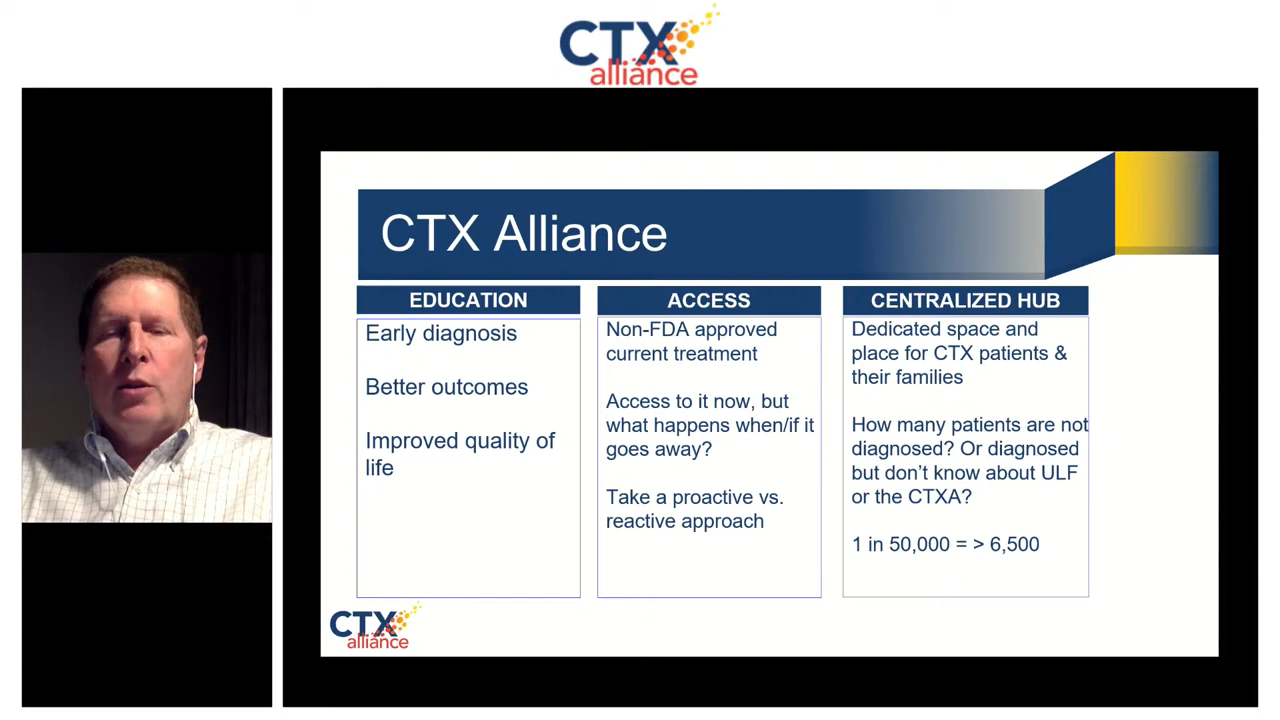 CTX
alliance
CTX Alliance
EDUCATION
Early diagnosis
Better outcomes
Improved quality of
life
ACCESS
Non-FDA approved
current treatment
Access to it now, but
what happens when/if it
goes away?
Take a proactive vs.
reactive approach
CENTRALIZED HUB
Dedicated space and
place for CTX patients &
their families
How many patients are not
diagnosed? Or diagnosed
but don’t know about ULF
or the CTXA?
1 in 50,000 = > 6,500
CTX
alliance